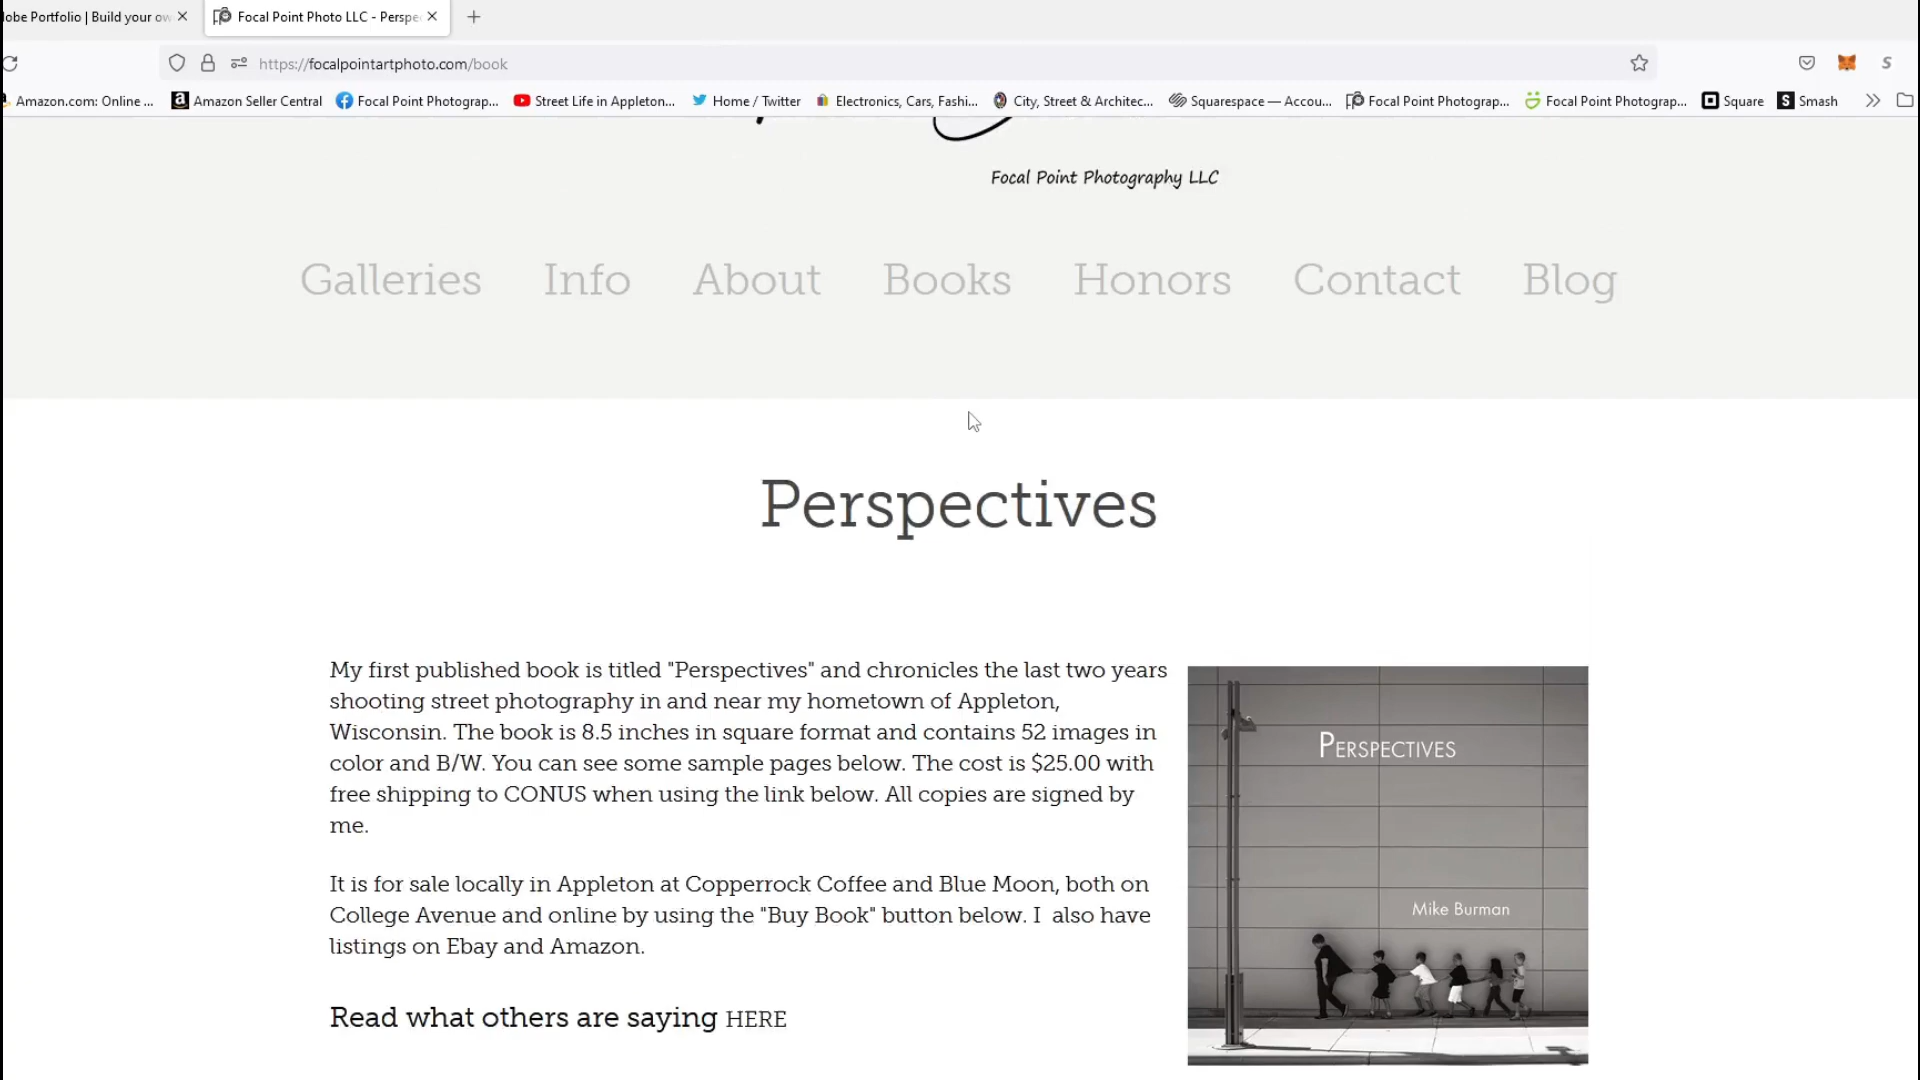 lobe Portfolio | Build your ow
Focal Point Photo LLC - Perspe
https://focalpointartphoto.com/book
Amazon.com: Online ...
Amazon Seller Central
Focal Point Photograp...
Street Life in Appleton...
Home / Twitter
Electronics, Cars, Fashi...
City, Street & Architec...
Squarespace — Accou...
Focal Point Photograp...
Focal Point Photograp...
Square
Smash
Focal Point Photography LLC
Galleries Info About Books Honors Contact Blog
Perspectives
My first published book is titled "Perspectives" and chronicles the last two years
shooting street photography in and near my hometown of Appleton,
Wisconsin. The book is 8.5 inches in square format and contains 52 images in
color and B/W. You can see some sample pages below. The cost is $25.00 with
free shipping to CONUS when using the link below. All copies are signed by
me.
It is for sale locally in Appleton at Copperrock Coffee and Blue Moon, both on
College Avenue and online by using the "Buy Book" button below. I  also have
listings on Ebay and Amazon.
Read what others are saying HERE
PERSPECTIVES
Mike Burman